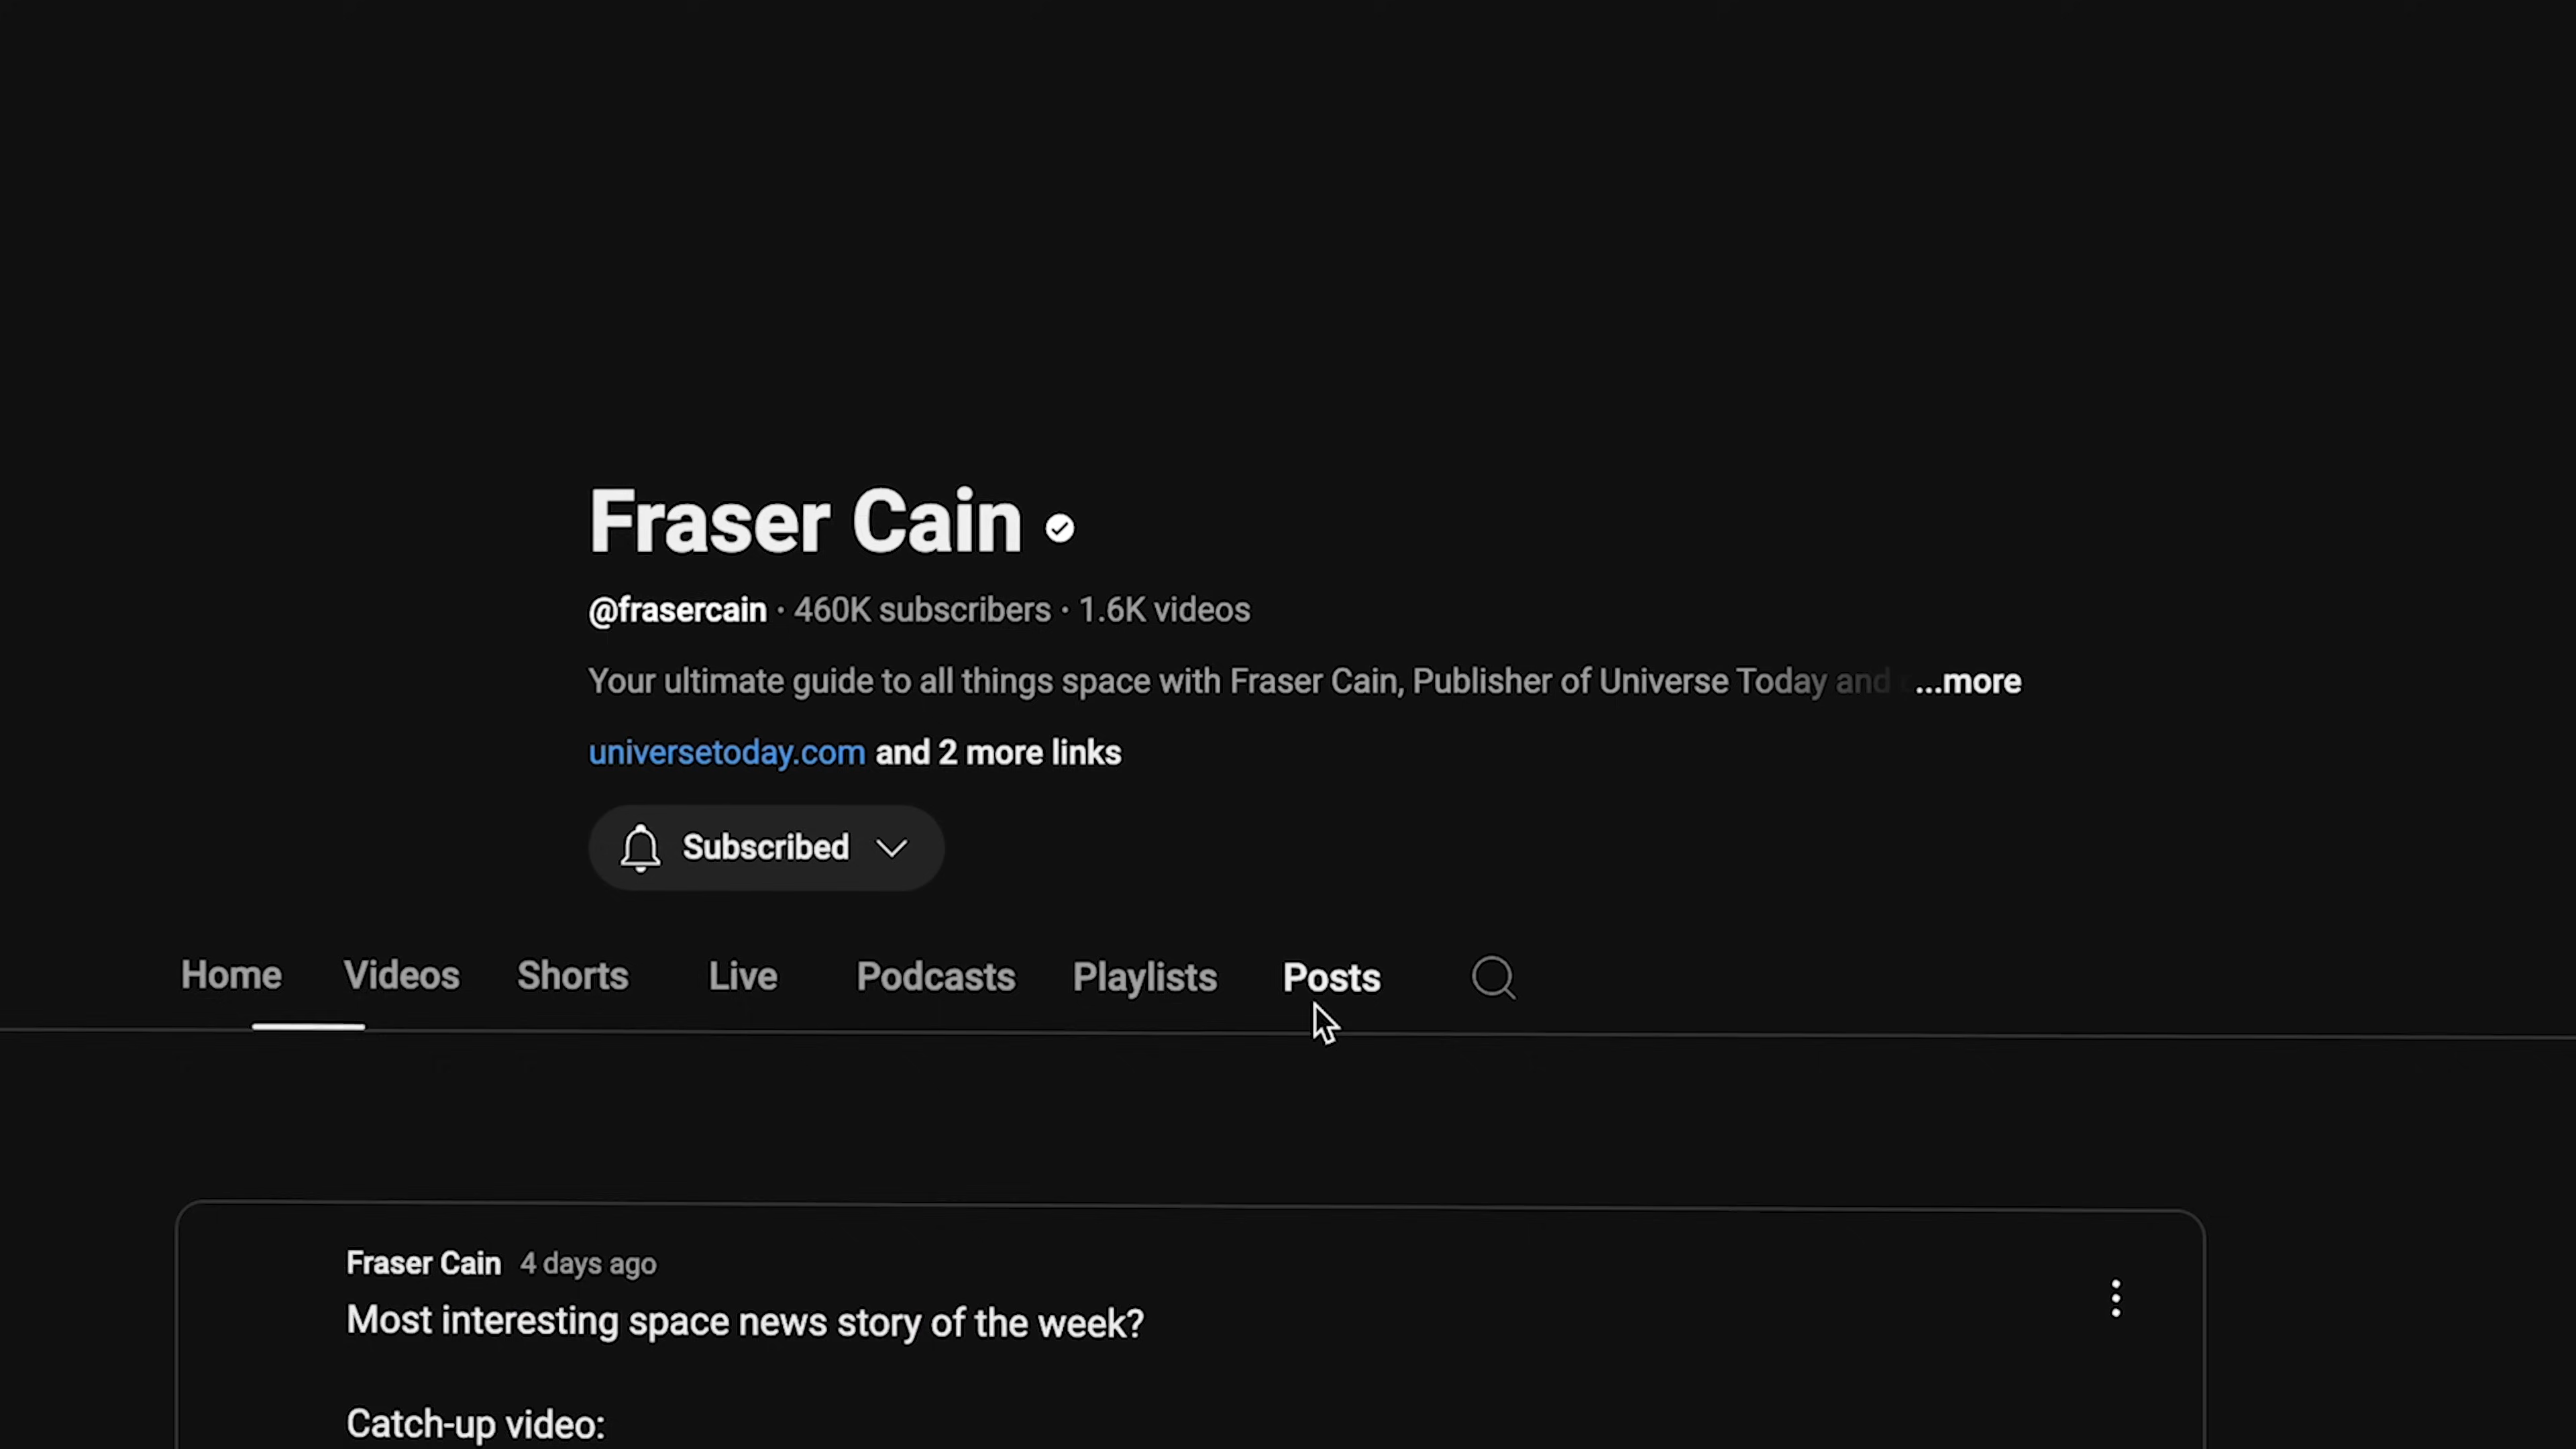 Fraser Cain
@frasercain · 460K subscribers · 1.6K videos
Your ultimate guide to all things space with Fraser Cain, Publisher of Universe Today and ...more
universetoday.com and 2 more links
Subscribed
Home Videos Shorts Live Podcasts Playlists Posts
Fraser Cain 4 days ago
Most interesting space news story of the week?
Catch-up video: